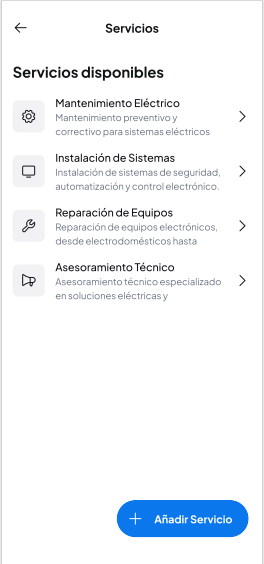 Servicios
Servicios disponibles
Mantenimiento Eléctrico
Mantenimiento preventivo y
correctivo para sistemas eléctricos
Instalación de Sistemas
Instalación de sistemas de seguridad,
automatización y control electrónico.
Reparación de Equipos
Reparación de equipos electrónicos,
desde electrodomésticos hasta
Asesoramiento Técnico
Asesoramiento técnico especializado
en soluciones eléctricas y
Añadir Servicio